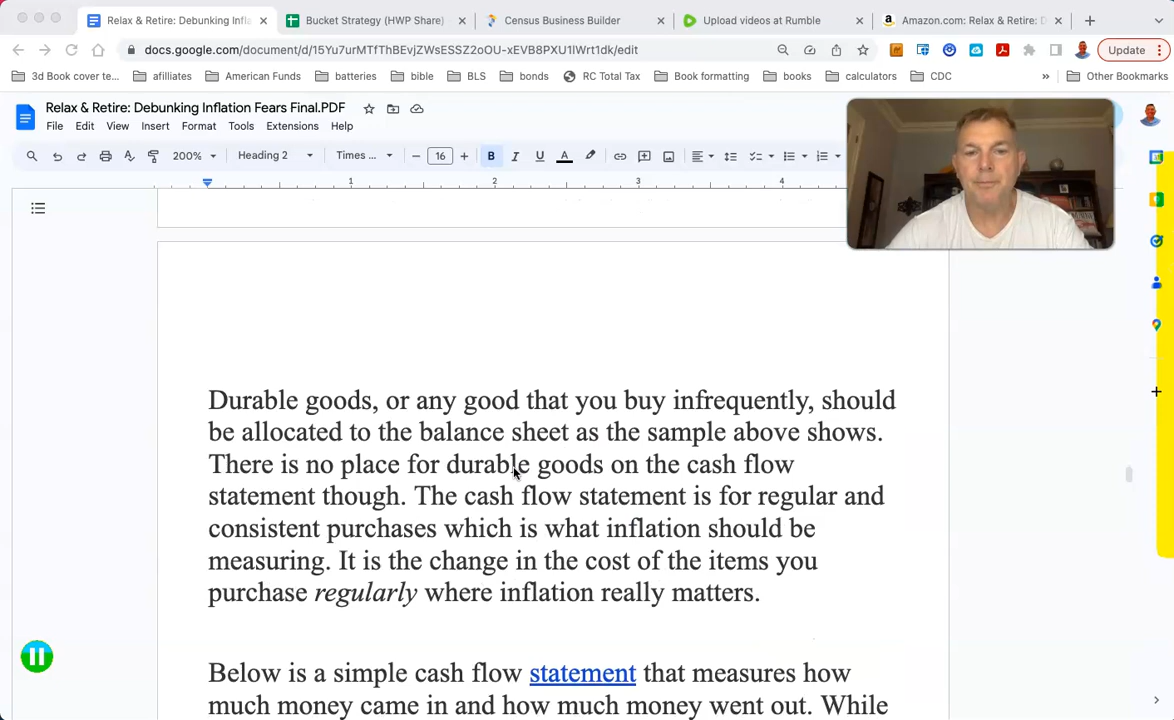 Relax & Retire: Debunking Infla
Bucket Strategy (HWP Share)
Census Business Builder
Upload videos at Rumble
Amazon.com: Relax & Retire: D
docs.google.com/document/d/15Yu7urMTfThBEvjZWsESSZ2oOU-xEVB8PXU1lWrt1dk/edit
Update
3d Book cover te...
afilliates
American Funds
batteries
bible
BLS
bonds
RC Total Tax
Book formatting
books
calculators
CDC
»
Other Bookmarks
Relax & Retire: Debunking Inflation Fears Final.PDF
File Edit View Insert Format Tools Extensions Help
200% Heading 2 Times ... − 16 + B I U A
1 2 3 4
Durable goods, or any good that you buy infrequently, should
be allocated to the balance sheet as the sample above shows.
There is no place for durable goods on the cash flow
statement though. The cash flow statement is for regular and
consistent purchases which is what inflation should be
measuring. It is the change in the cost of the items you
purchase regularly where inflation really matters.
Below is a simple cash flow statement that measures how
much money came in and how much money went out. While